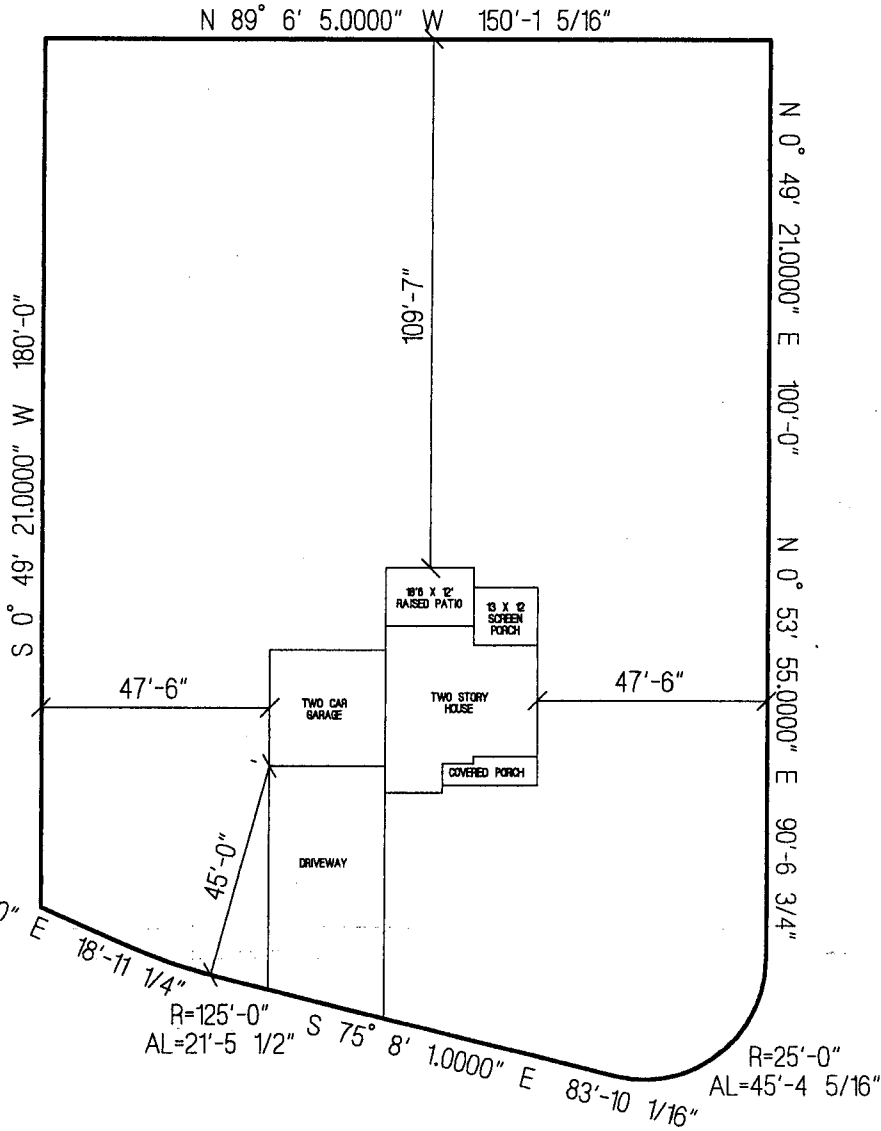 N 89° 6' 5.0000" W 150'-1 5/16"
N 0° 49' 21.0000" E 100'-0"
109'-7"
S 0° 49' 21.0000" W 180'-0"
18'6 X 12'
RAISED PATIO
13 X 12
SCREEN
PORCH
N 0° 53' 55.0000" E 90'-6 3/4"
47'-6"
47'-6"
TWO CAR
GARAGE
TWO STORY
HOUSE
COVERED PORCH
45'-0"
DRIVEWAY
0" E 18'-11 1/4"
R=125'-0"
AL=21'-5 1/2"
S 75° 8' 1.0000" E 83'-10 1/16"
R=25'-0"
AL=45'-4 5/16"